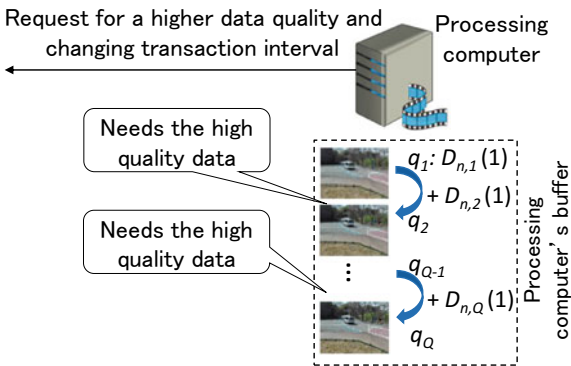 Request for a higher data quality and
changing transaction interval
Processing
computer
Needs the high
quality data
q1: Dn,1(1)
+ Dn,2(1)
q2
Needs the high
quality data
⋮
qQ-1
+ Dn,Q(1)
qQ
Processing
computer's buffer